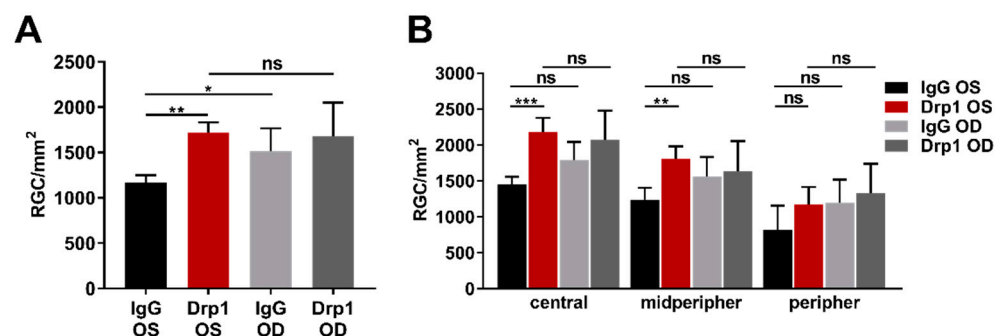 A
RGC/mm²
2500
2000
1500
1000
500
0
ns
*
**
IgG OS
Drp1 OS
IgG OD
Drp1 OD
B
RGC/mm²
3000
2500
2000
1500
1000
500
0
ns
ns
***
ns
ns
**
ns
ns
ns
central
midperipher
peripher
IgG OS
Drp1 OS
IgG OD
Drp1 OD